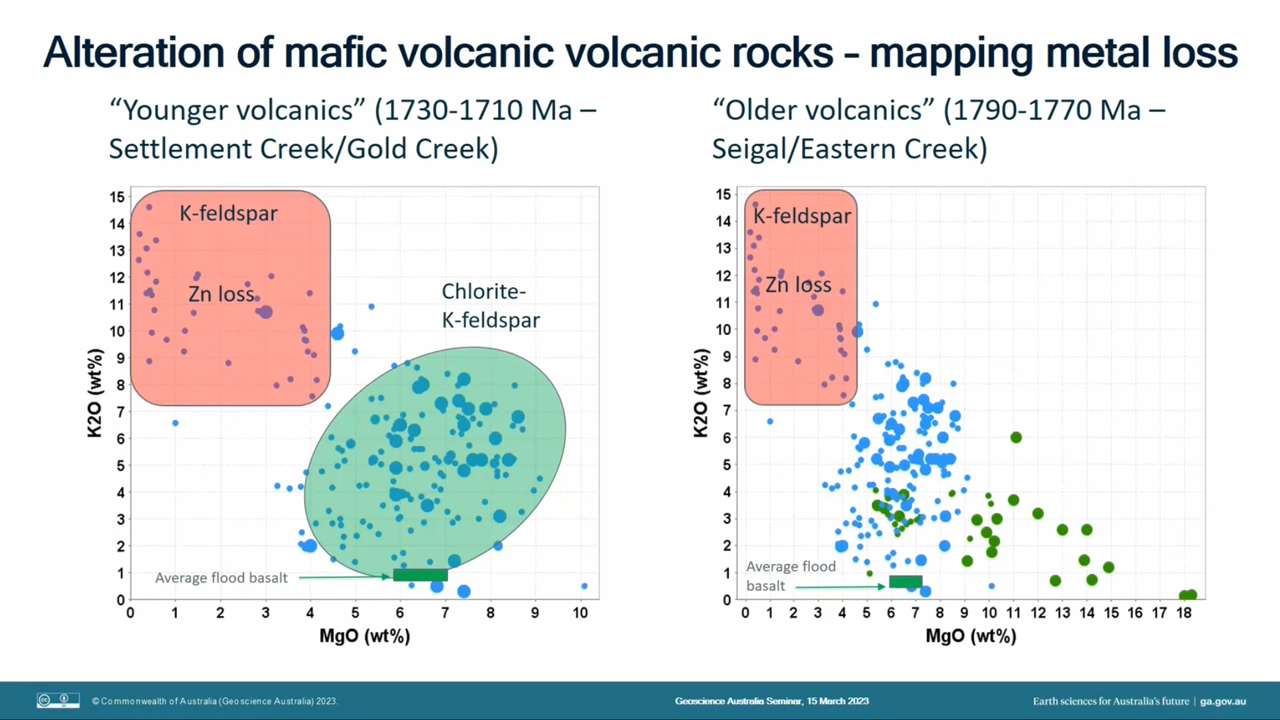 Alteration of mafic volcanic volcanic rocks – mapping metal loss
“Younger volcanics” (1730-1710 Ma –
Settlement Creek/Gold Creek)
15
14
13
12
11
10
9
8
7
6
5
4
3
2
1
0
K2O (wt%)
K-feldspar
Zn loss
Chlorite-
K-feldspar
Average flood basalt
0 1 2 3 4 5 6 7 8 9 10
MgO (wt%)
“Older volcanics” (1790-1770 Ma –
Seigal/Eastern Creek)
15
14
13
12
11
10
9
8
7
6
5
4
3
2
1
0
K2O (wt%)
K-feldspar
Zn loss
Average flood
basalt
0 1 2 3 4 5 6 7 8 9 10 11 12 13 14 15 16 17 18
MgO (wt%)
© Commonwealth of Australia (Geoscience Australia) 2023.
Geoscience Australia Seminar, 15 March 2023
Earth sciences for Australia’s future | ga.gov.au